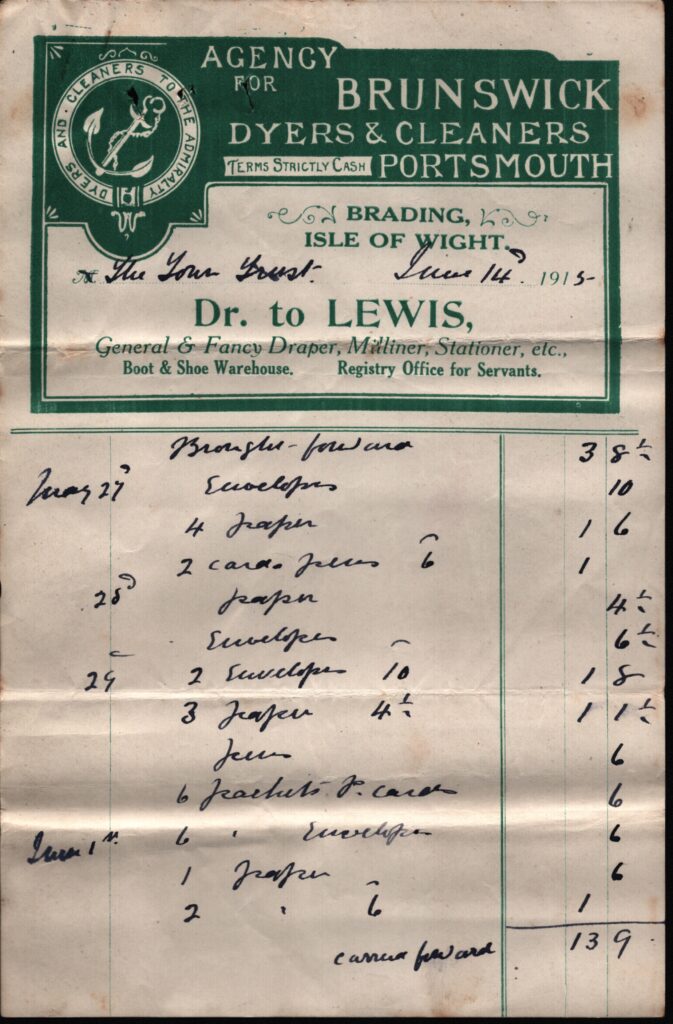 DYERS AND · CLEANERS TO THE ADMIRALTY
AGENCY
FOR
BRUNSWICK
DYERS & CLEANERS
TERMS STRICTLY CASH PORTSMOUTH
BRADING,
ISLE OF WIGHT.
The Town Trust. June 14th 1915
Dr. to LEWIS,
General & Fancy Draper, Milliner, Stationer, etc.,
Boot & Shoe Warehouse. Registry Office for Servants.
Brought forward 3 8½
May 27 Envelopes 10
4 paper 1 6
2 cards pens 6 1
28 paper 4½
Envelopes 6½
29 2 Envelopes 10 1 8
3 paper 4½ 1 1½
pens 6
6 packets P. cards 6
June 1st 6 " Envelopes 6
1 paper 6
2 " 6 1
carried forward 13 9